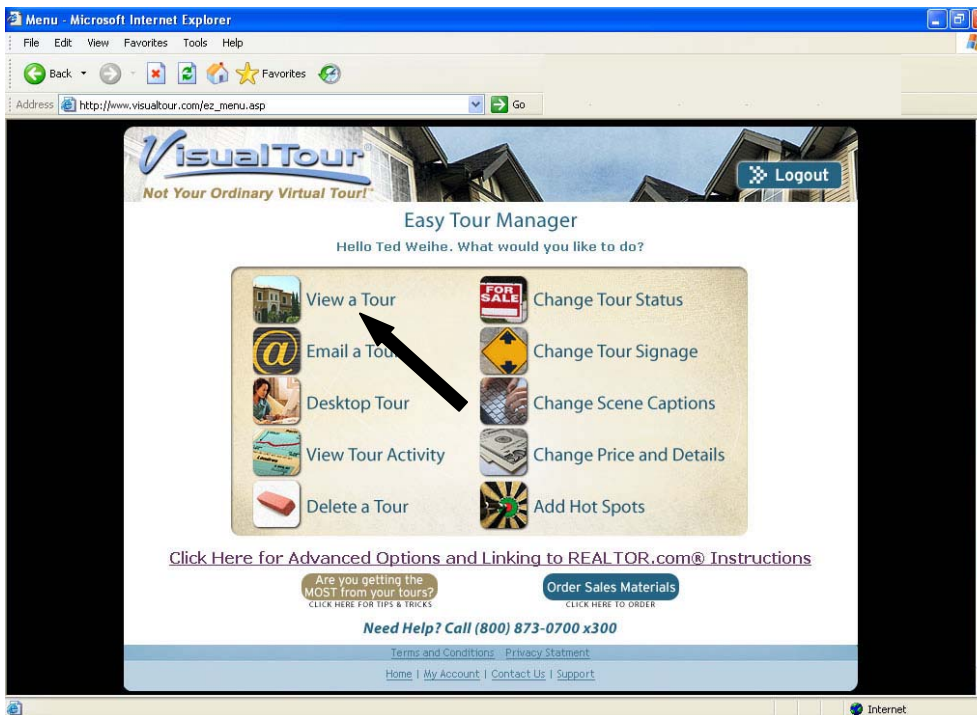 Menu - Microsoft Internet Explorer
File Edit View Favorites Tools Help
Back Favorites
Address http://www.visualtour.com/ez_menu.asp Go
VisualTour®
Not Your Ordinary Virtual Tour!
Logout
Easy Tour Manager
Hello Ted Weihe. What would you like to do?
View a Tour
FOR SALE
Change Tour Status
@
Email a Tour
Change Tour Signage
Desktop Tour
Change Scene Captions
View Tour Activity
Change Price and Details
Delete a Tour
Add Hot Spots
Click Here for Advanced Options and Linking to REALTOR.com® Instructions
Are you getting the
MOST from your tours?
CLICK HERE FOR TIPS & TRICKS
Order Sales Materials
CLICK HERE TO ORDER
Need Help? Call (800) 873-0700 x300
Terms and Conditions Privacy Statment
Home | My Account | Contact Us | Support
Internet